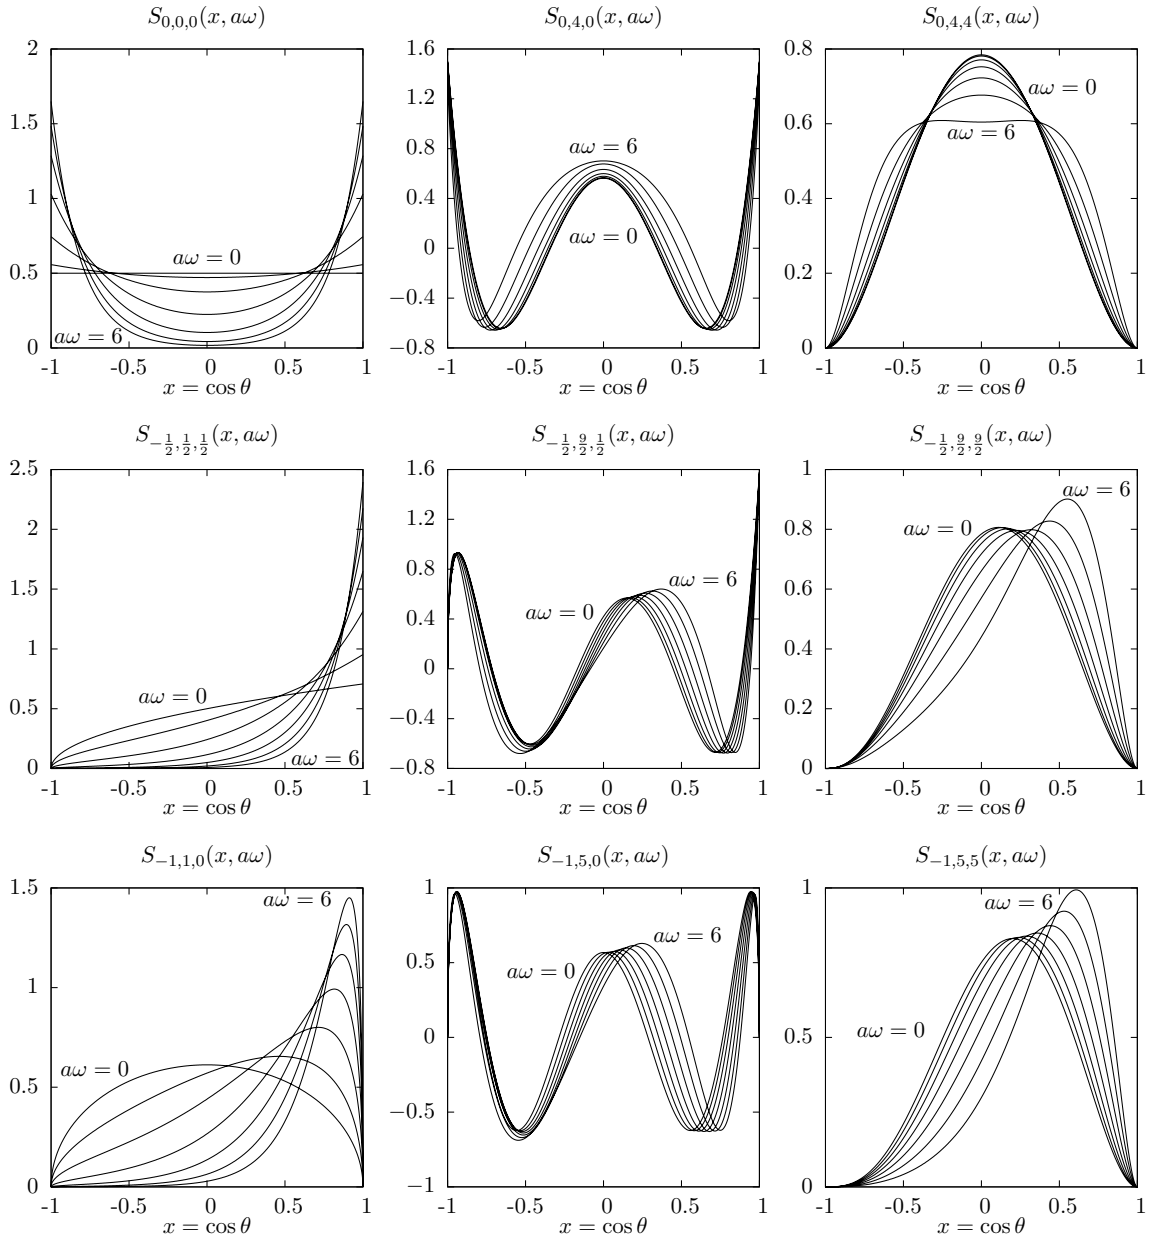 S_{0,0,0}(x, aω) S_{0,4,0}(x, aω) S_{0,4,4}(x, aω)
2 1.6 0.8
1.5 1.2 0.6
1 0.8 0.4
0.5 0.4 0.2
0 0 0
−0.4
−0.8
aω = 0 aω = 6
aω = 6 aω = 0
aω = 0 aω = 6
-1 -0.5 0 0.5 1 -1 -0.5 0 0.5 1 -1 -0.5 0 0.5 1
x = cos θ x = cos θ x = cos θ
S_{−\frac{1}{2},\frac{1}{2},\frac{1}{2}}(x, aω) S_{−\frac{1}{2},\frac{9}{2},\frac{1}{2}}(x, aω) S_{−\frac{1}{2},\frac{9}{2},\frac{9}{2}}(x, aω)
2.5 1.6 1
2 1.2 0.8
1.5 0.8 0.6
1 0.4 0.4
0.5 0 0.2
0 −0.4 0
−0.8
aω = 0 aω = 6
aω = 6 aω = 0
aω = 6 aω = 0
-1 -0.5 0 0.5 1 -1 -0.5 0 0.5 1 -1 -0.5 0 0.5 1
x = cos θ x = cos θ x = cos θ
S_{−1,1,0}(x, aω) S_{−1,5,0}(x, aω) S_{−1,5,5}(x, aω)
1.5 1 1
1 0.5 0.5
0.5 0 0
0 −0.5
−1
aω = 6 aω = 0
aω = 6 aω = 0
aω = 6 aω = 0
-1 -0.5 0 0.5 1 -1 -0.5 0 0.5 1 -1 -0.5 0 0.5 1
x = cos θ x = cos θ x = cos θ